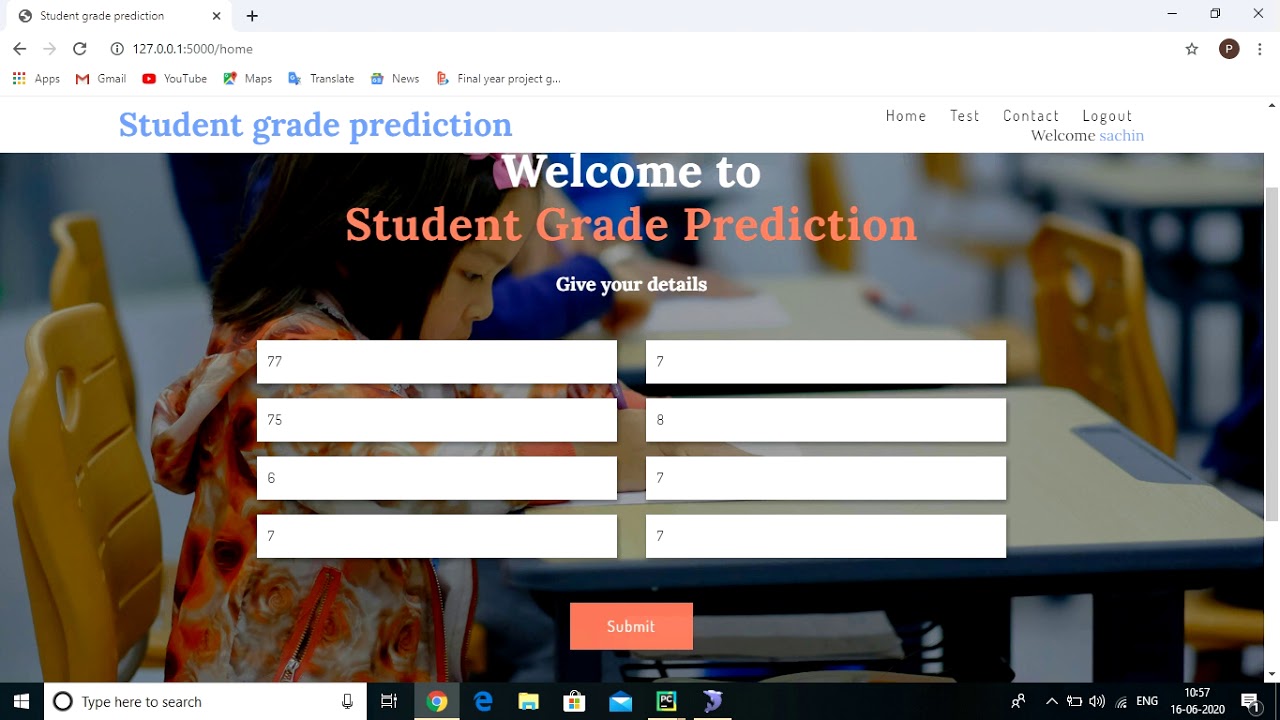 Student grade prediction
127.0.0.1:5000/home
P
Apps Gmail YouTube Maps Translate News Final year project g...
Student grade prediction
Home Test Contact Logout
Welcome sachin
Welcome to
Student Grade Prediction
Give your details
77 7
75 8
6 7
7 7
Submit
Type here to search
PC
ENG
10:57
16-06-2020
1